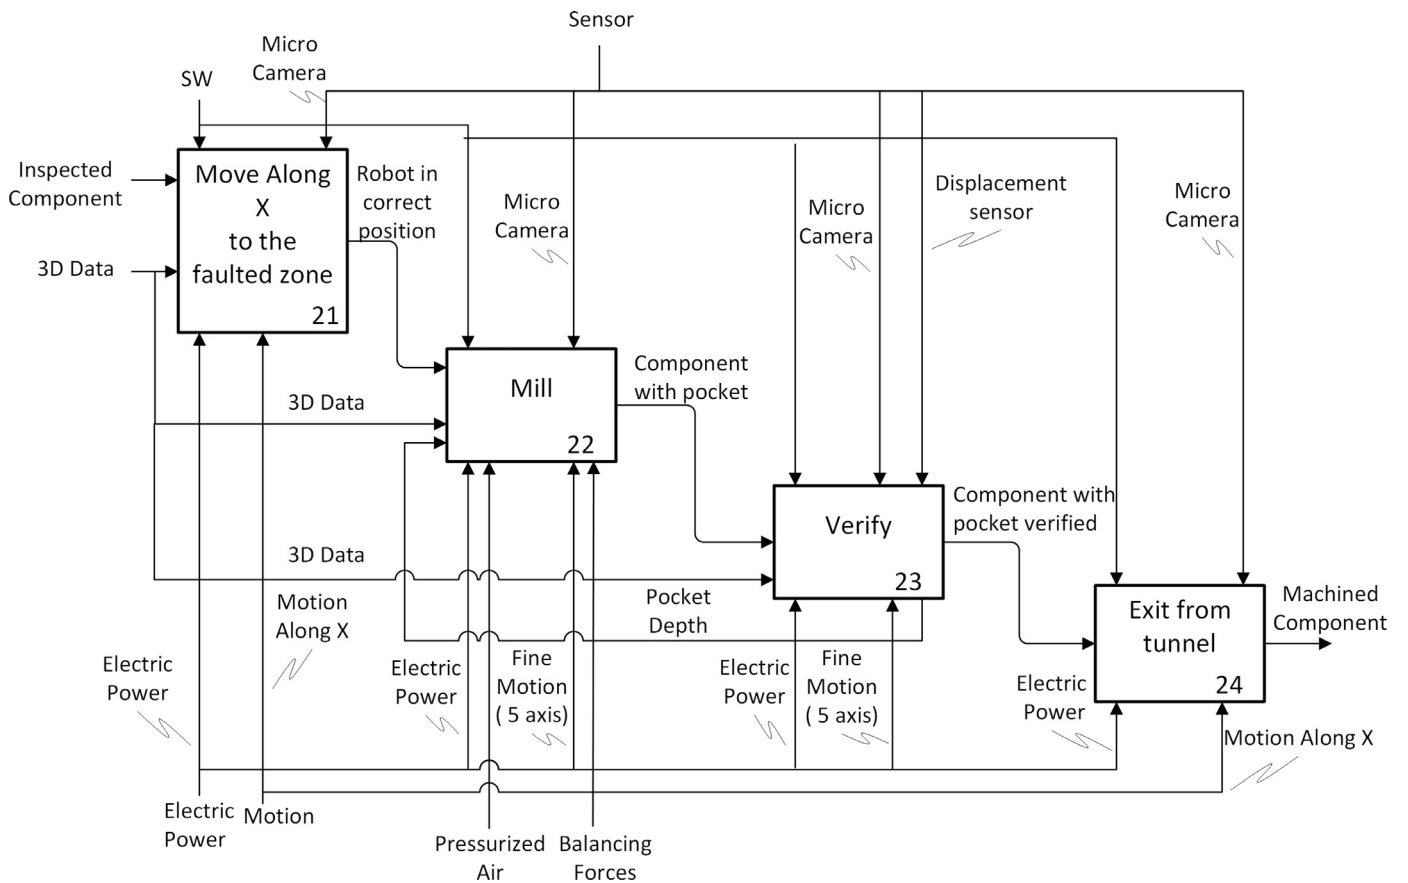 Sensor
Micro
Camera
SW
Inspected
Component
Move Along
X
to the
faulted zone
21
Robot in
correct
position
3D Data
Micro
Camera
Micro
Camera
Displacement
sensor
Micro
Camera
Mill
22
Component
with pocket
3D Data
Verify
23
Component with
pocket verified
3D Data
Pocket
Depth
Exit from
tunnel
24
Machined
Component
Motion
Along X
Electric
Power
Electric
Power
Fine
Motion
( 5 axis)
Electric
Power
Fine
Motion
( 5 axis)
Electric
Power
Motion Along X
Electric
Power
Motion
Pressurized
Air
Balancing
Forces